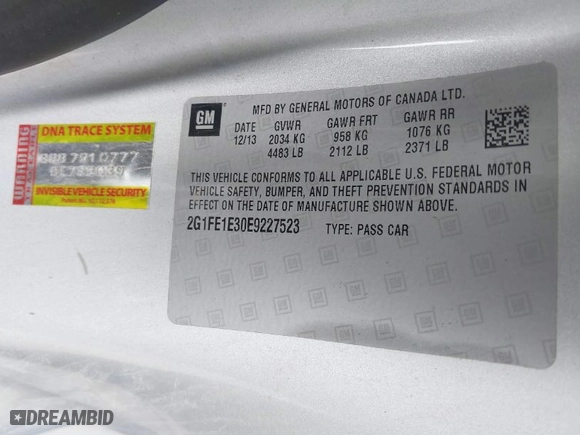 WARNING
DNA TRACE SYSTEM
INVISIBLE VEHICLE SECURITY
GM
MFD BY GENERAL MOTORS OF CANADA LTD.
DATE GVWR GAWR FRT GAWR RR
12/13 2034 KG 958 KG 1076 KG
4483 LB 2112 LB 2371 LB
THIS VEHICLE CONFORMS TO ALL APPLICABLE U.S. FEDERAL MOTOR
VEHICLE SAFETY, BUMPER, AND THEFT PREVENTION STANDARDS IN
EFFECT ON THE DATE OF MANUFACTURE SHOWN ABOVE.
2G1FE1E30E9227523 TYPE: PASS CAR
DREAMBID